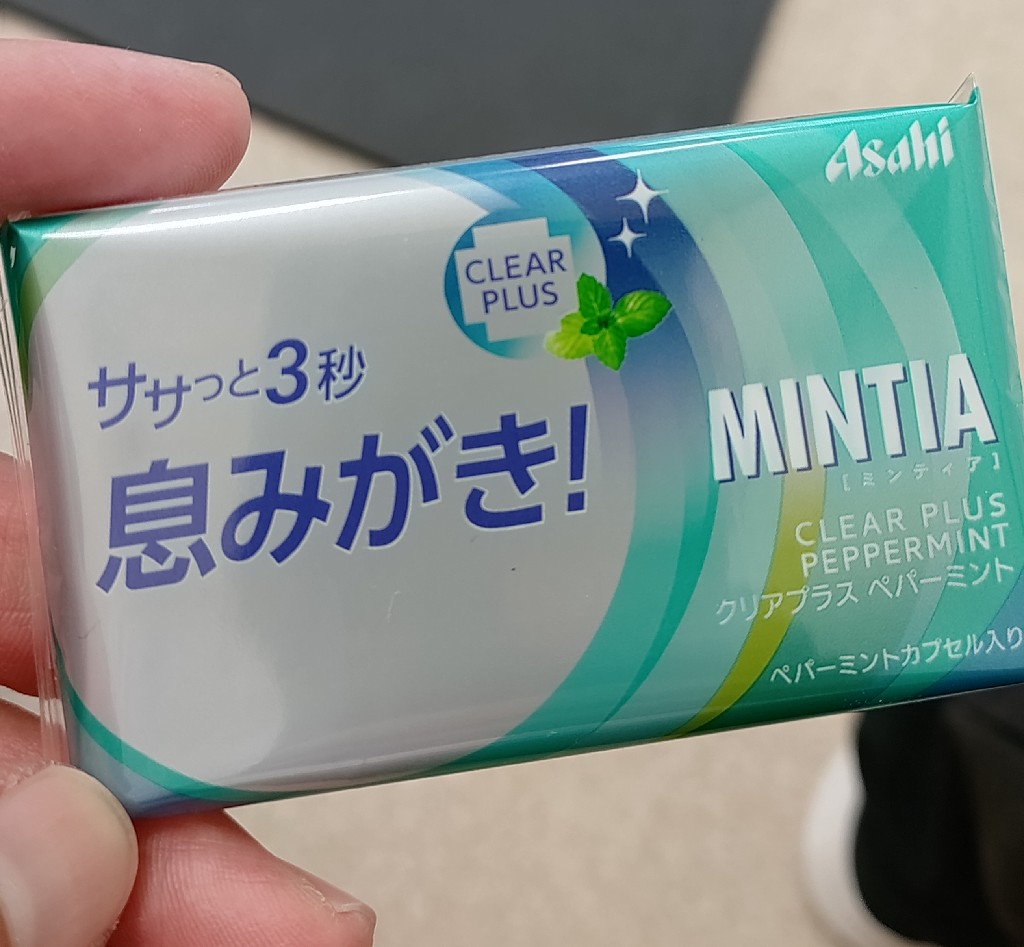 Asahi
CLEAR
PLUS
ササっと3秒
息みがき!
MINTIA
[ミンティア]
CLEAR PLUS
PEPPERMINT
クリアプラス ペパーミント
ペパーミントカプセル入り